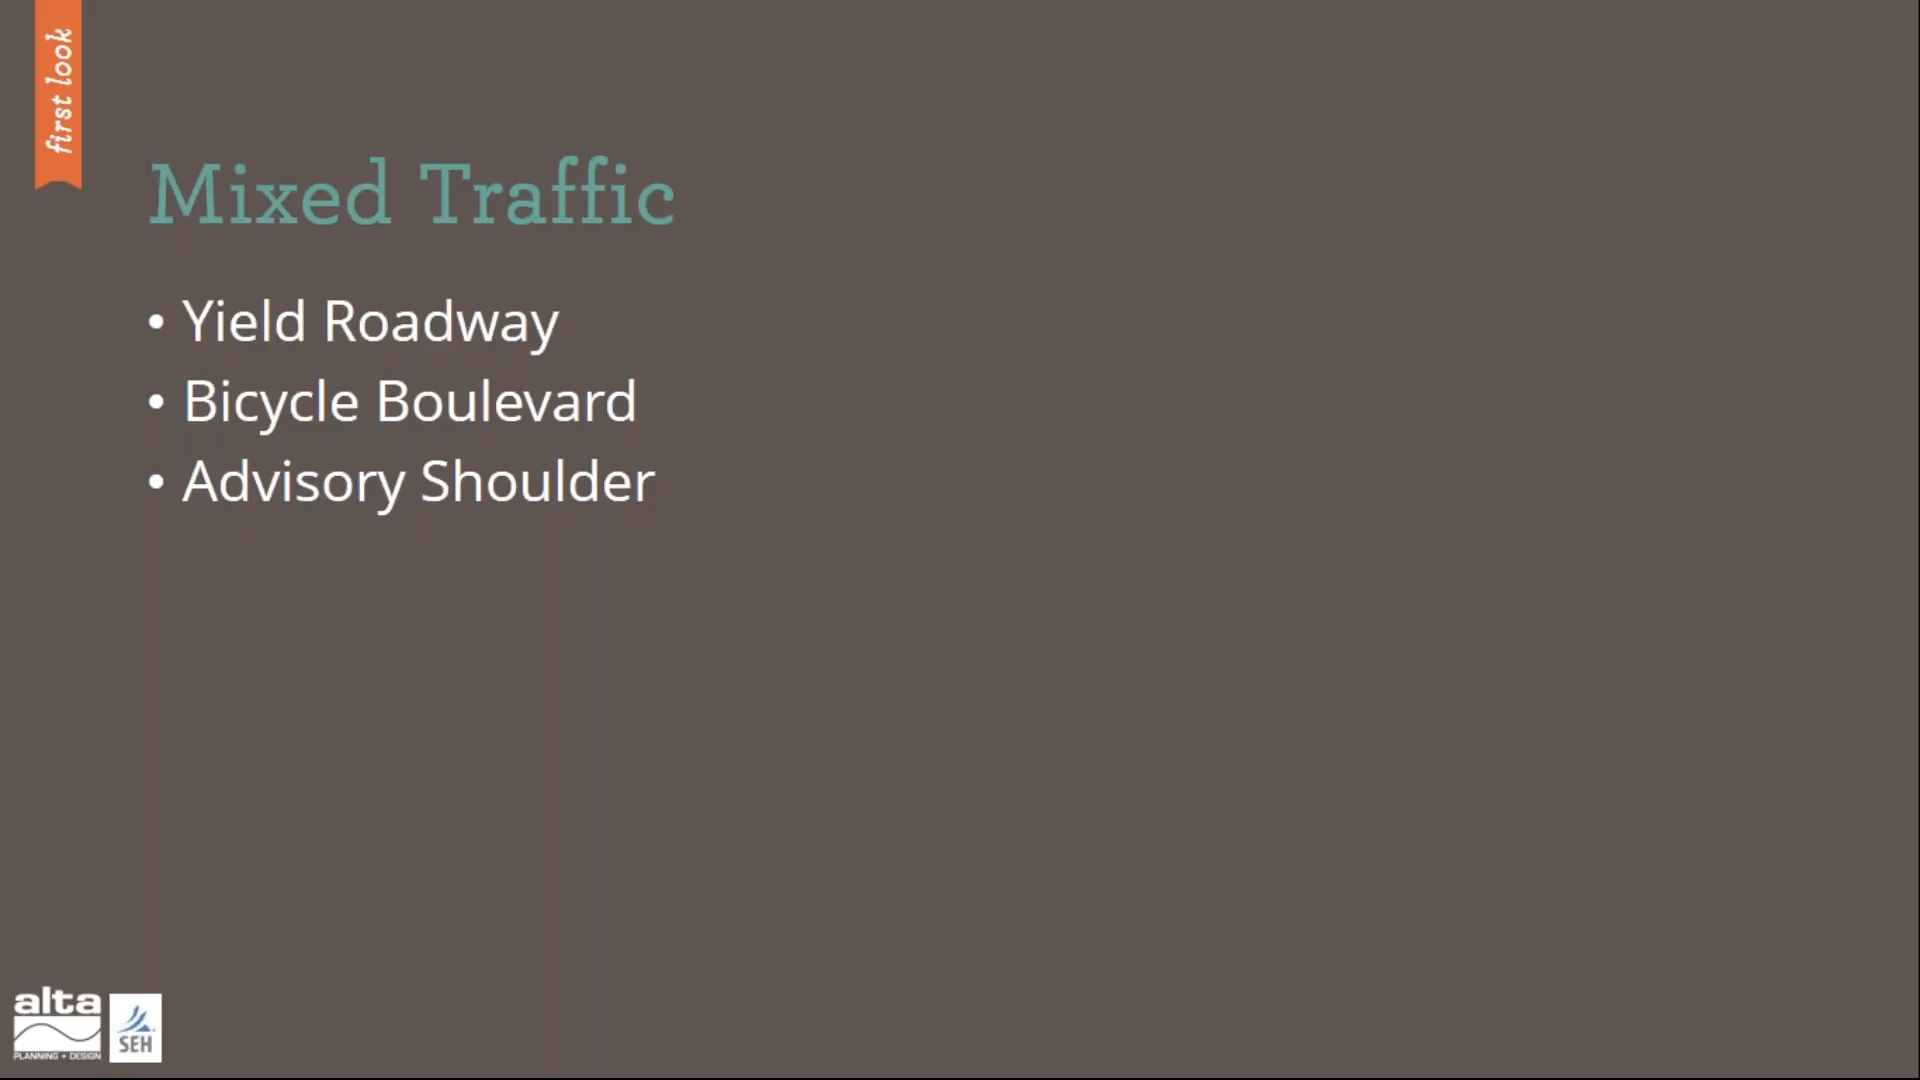 first look
Mixed Traffic
• Yield Roadway
• Bicycle Boulevard
• Advisory Shoulder
alta
PLANNING + DESIGN
SEH